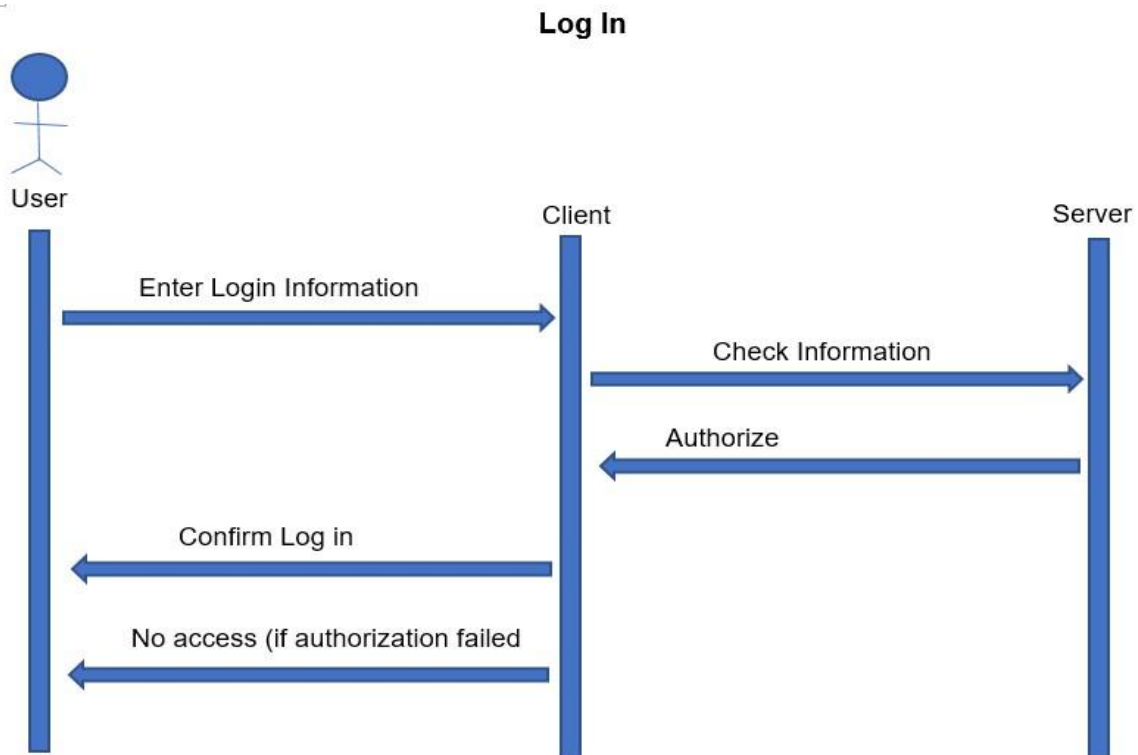 Log In
User
Client
Server
Enter Login Information
Check Information
Authorize
Confirm Log in
No access (if authorization failed